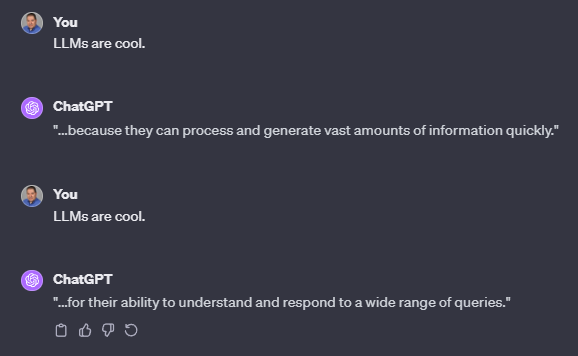 You
LLMs are cool.
ChatGPT
"...because they can process and generate vast amounts of information quickly."
You
LLMs are cool.
ChatGPT
"...for their ability to understand and respond to a wide range of queries."